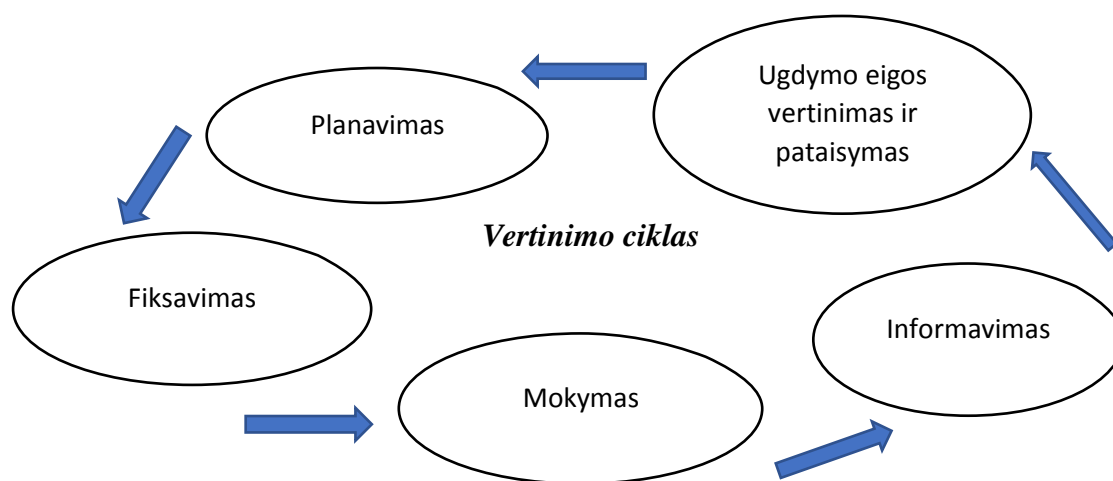 Ugdymo eigos
vertinimas ir
pataisymas
Planavimas
Vertinimo ciklas
Fiksavimas
Informavimas
Mokymas